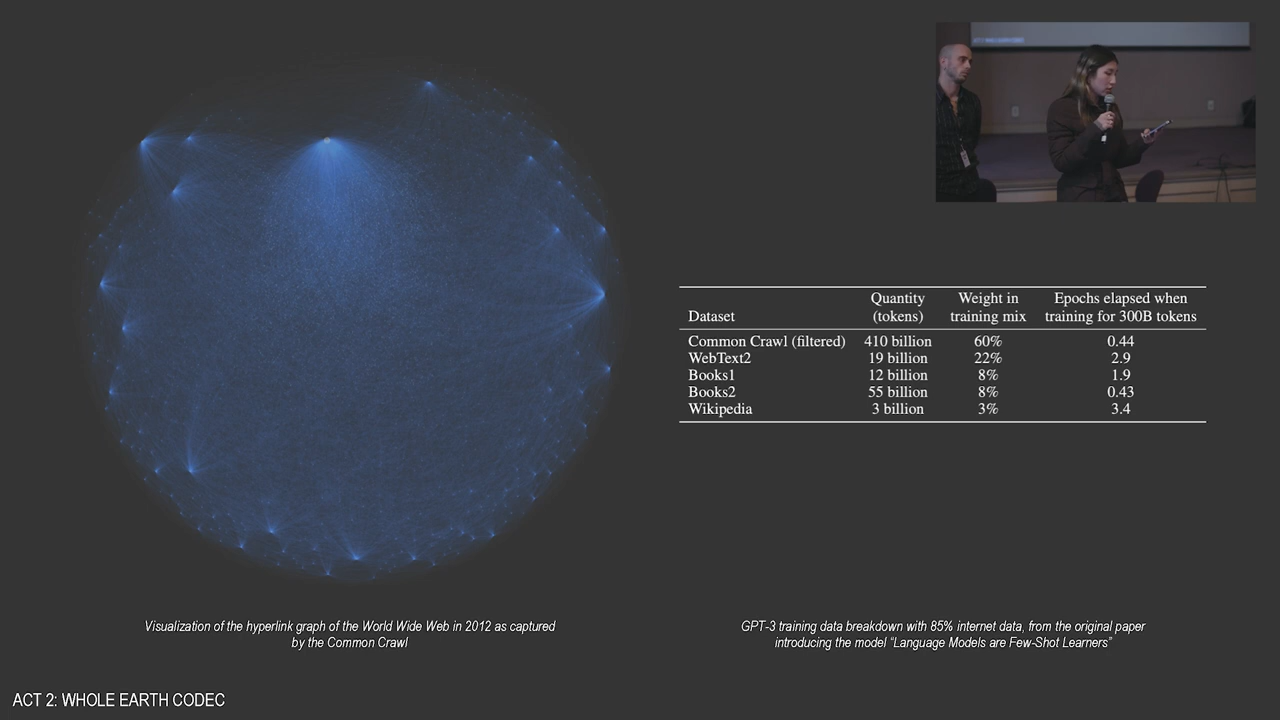 Dataset Quantity (tokens) Weight in training mix Epochs elapsed when training for 300B tokens
Common Crawl (filtered) 410 billion 60% 0.44
WebText2 19 billion 22% 2.9
Books1 12 billion 8% 1.9
Books2 55 billion 8% 0.43
Wikipedia 3 billion 3% 3.4
Visualization of the hyperlink graph of the World Wide Web in 2012 as captured
by the Common Crawl
GPT-3 training data breakdown with 85% internet data, from the original paper
introducing the model “Language Models are Few-Shot Learners”
ACT 2: WHOLE EARTH CODEC